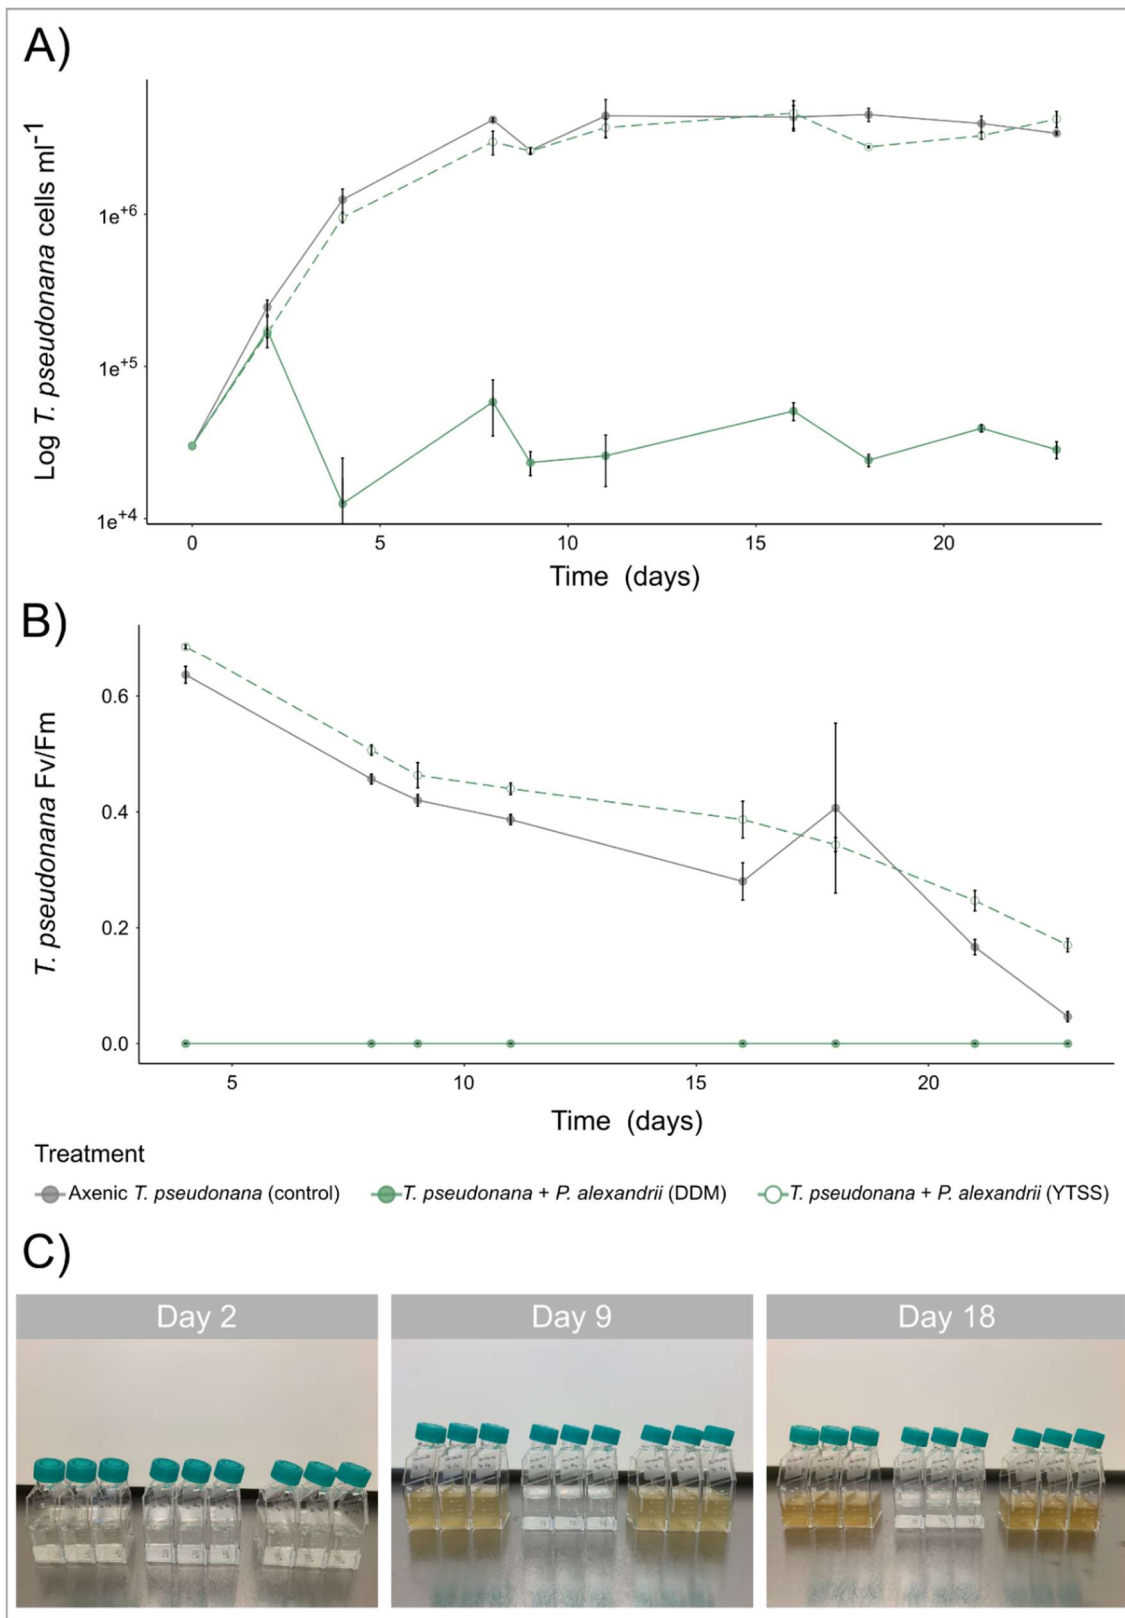 A)
Log T. pseudonana cells ml⁻¹
1e⁺⁶
1e⁺⁵
1e⁺⁴
0 5 10 15 20
Time (days)
B)
T. pseudonana Fv/Fm
0.6
0.4
0.2
0.0
5 10 15 20
Time (days)
Treatment
Axenic T. pseudonana (control) T. pseudonana + P. alexandrii (DDM) T. pseudonana + P. alexandrii (YTSS)
C)
Day 2 Day 9 Day 18